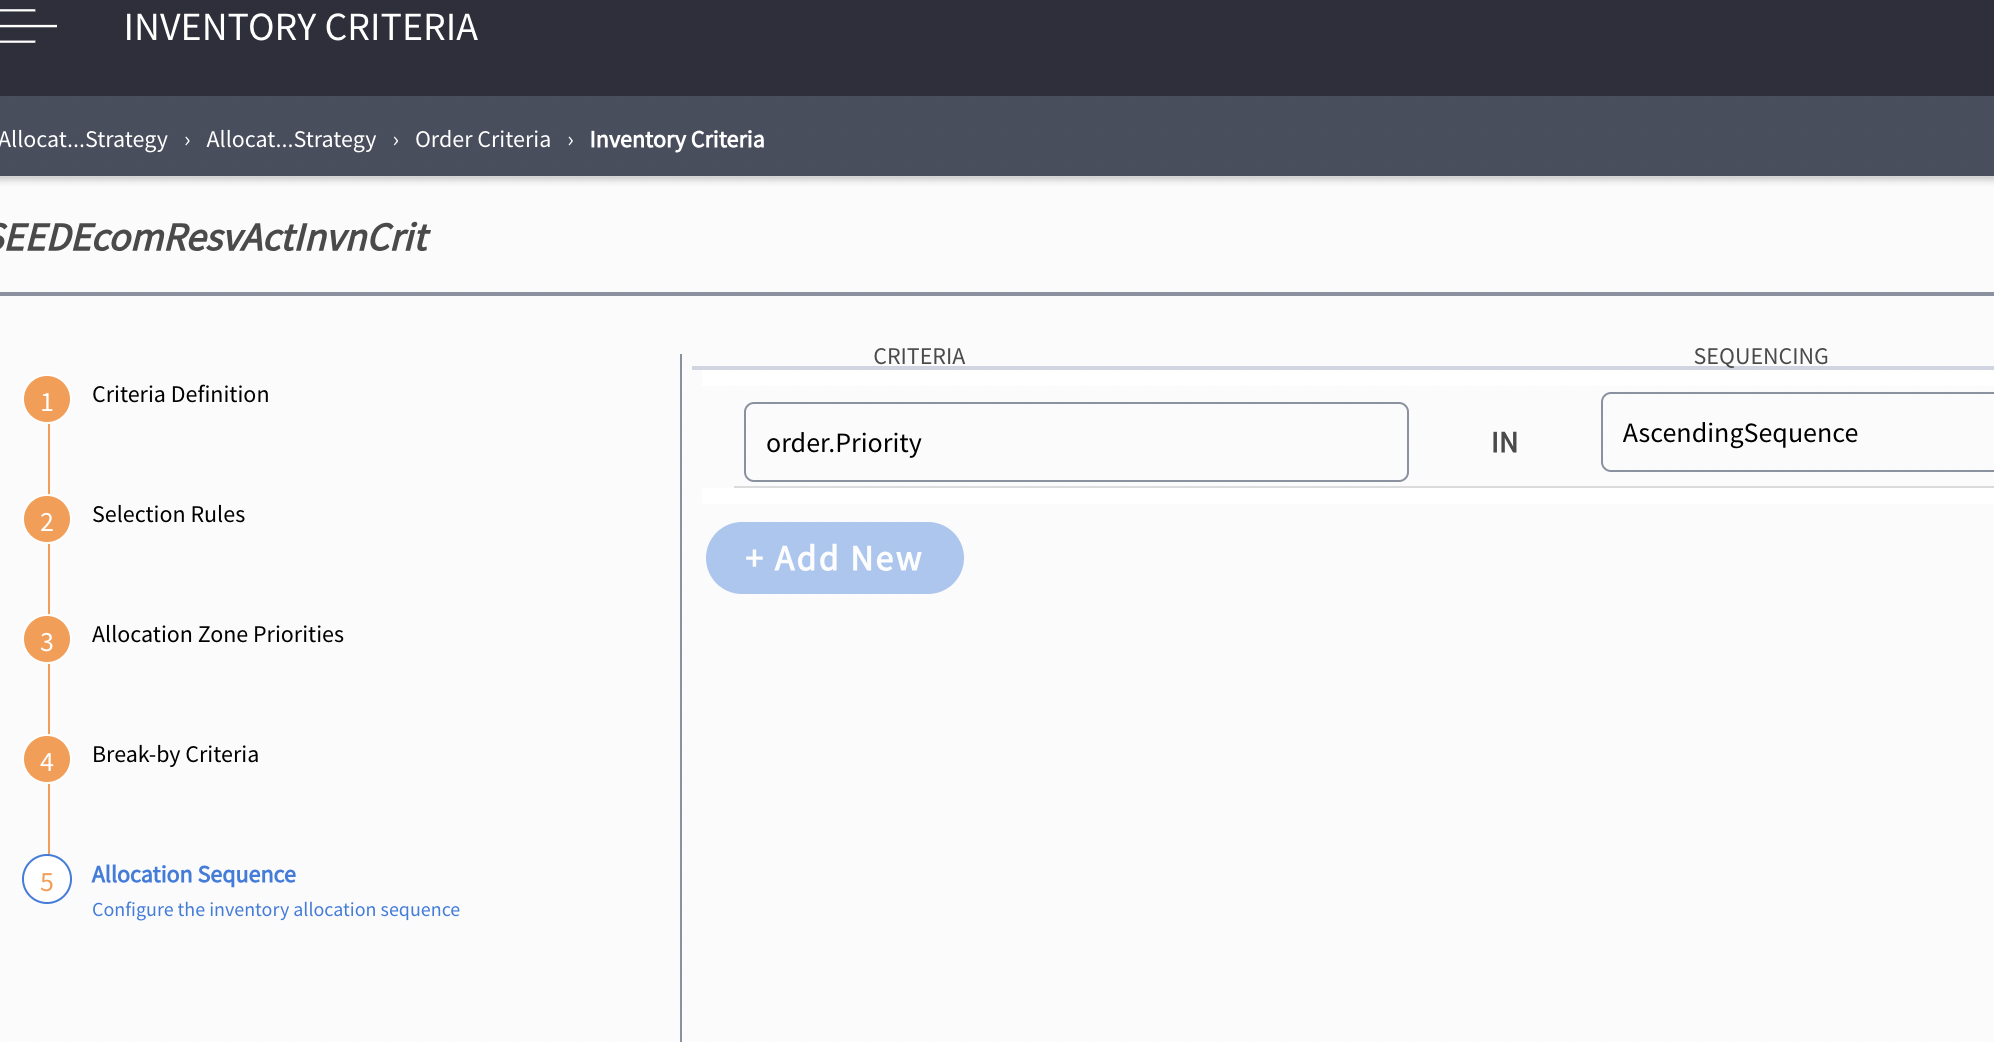 INVENTORY CRITERIA
Allocat...Strategy › Allocat...Strategy › Order Criteria › Inventory Criteria
SEEDEcomResvActInvnCrit
1 Criteria Definition
2 Selection Rules
3 Allocation Zone Priorities
4 Break-by Criteria
5 Allocation Sequence
Configure the inventory allocation sequence
CRITERIA SEQUENCING
order.Priority IN AscendingSequence
+ Add New